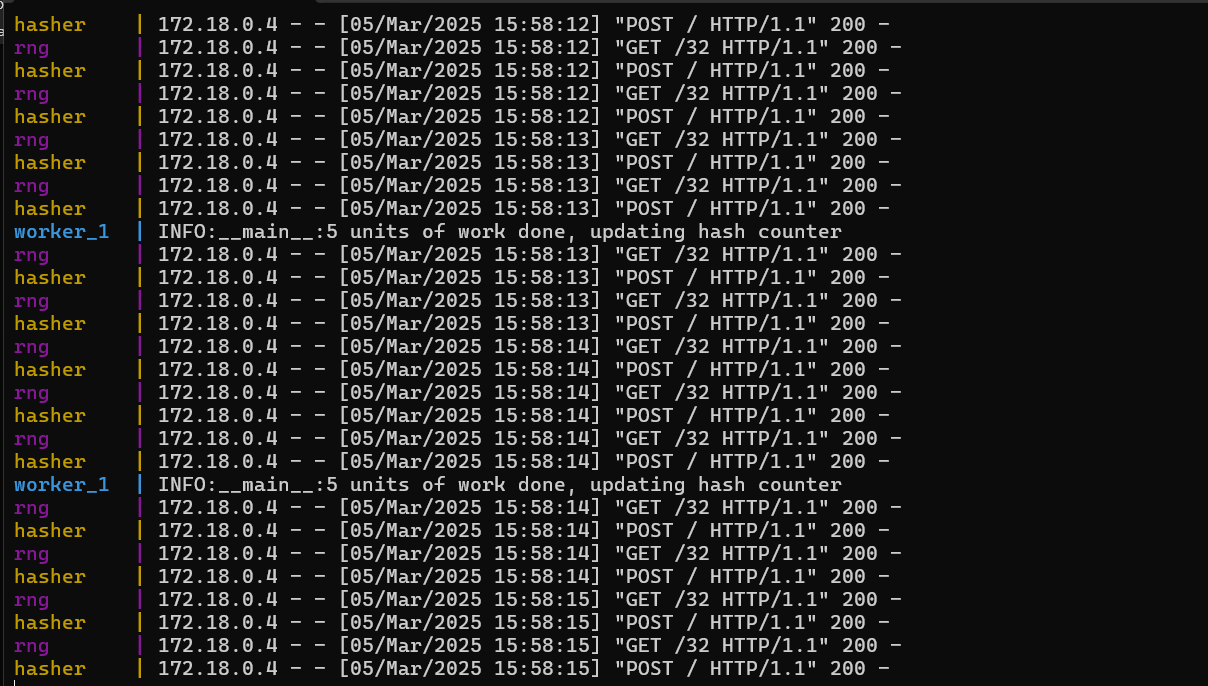 hasher | 172.18.0.4 - - [05/Mar/2025 15:58:12] "POST / HTTP/1.1" 200 -
rng | 172.18.0.4 - - [05/Mar/2025 15:58:12] "GET /32 HTTP/1.1" 200 -
hasher | 172.18.0.4 - - [05/Mar/2025 15:58:12] "POST / HTTP/1.1" 200 -
rng | 172.18.0.4 - - [05/Mar/2025 15:58:12] "GET /32 HTTP/1.1" 200 -
hasher | 172.18.0.4 - - [05/Mar/2025 15:58:12] "POST / HTTP/1.1" 200 -
rng | 172.18.0.4 - - [05/Mar/2025 15:58:13] "GET /32 HTTP/1.1" 200 -
hasher | 172.18.0.4 - - [05/Mar/2025 15:58:13] "POST / HTTP/1.1" 200 -
rng | 172.18.0.4 - - [05/Mar/2025 15:58:13] "GET /32 HTTP/1.1" 200 -
hasher | 172.18.0.4 - - [05/Mar/2025 15:58:13] "POST / HTTP/1.1" 200 -
worker_1 | INFO:__main__:5 units of work done, updating hash counter
rng | 172.18.0.4 - - [05/Mar/2025 15:58:13] "GET /32 HTTP/1.1" 200 -
hasher | 172.18.0.4 - - [05/Mar/2025 15:58:13] "POST / HTTP/1.1" 200 -
rng | 172.18.0.4 - - [05/Mar/2025 15:58:13] "GET /32 HTTP/1.1" 200 -
hasher | 172.18.0.4 - - [05/Mar/2025 15:58:13] "POST / HTTP/1.1" 200 -
rng | 172.18.0.4 - - [05/Mar/2025 15:58:14] "GET /32 HTTP/1.1" 200 -
hasher | 172.18.0.4 - - [05/Mar/2025 15:58:14] "POST / HTTP/1.1" 200 -
rng | 172.18.0.4 - - [05/Mar/2025 15:58:14] "GET /32 HTTP/1.1" 200 -
hasher | 172.18.0.4 - - [05/Mar/2025 15:58:14] "POST / HTTP/1.1" 200 -
rng | 172.18.0.4 - - [05/Mar/2025 15:58:14] "GET /32 HTTP/1.1" 200 -
hasher | 172.18.0.4 - - [05/Mar/2025 15:58:14] "POST / HTTP/1.1" 200 -
worker_1 | INFO:__main__:5 units of work done, updating hash counter
rng | 172.18.0.4 - - [05/Mar/2025 15:58:14] "GET /32 HTTP/1.1" 200 -
hasher | 172.18.0.4 - - [05/Mar/2025 15:58:14] "POST / HTTP/1.1" 200 -
rng | 172.18.0.4 - - [05/Mar/2025 15:58:14] "GET /32 HTTP/1.1" 200 -
hasher | 172.18.0.4 - - [05/Mar/2025 15:58:14] "POST / HTTP/1.1" 200 -
rng | 172.18.0.4 - - [05/Mar/2025 15:58:15] "GET /32 HTTP/1.1" 200 -
hasher | 172.18.0.4 - - [05/Mar/2025 15:58:15] "POST / HTTP/1.1" 200 -
rng | 172.18.0.4 - - [05/Mar/2025 15:58:15] "GET /32 HTTP/1.1" 200 -
hasher | 172.18.0.4 - - [05/Mar/2025 15:58:15] "POST / HTTP/1.1" 200 -